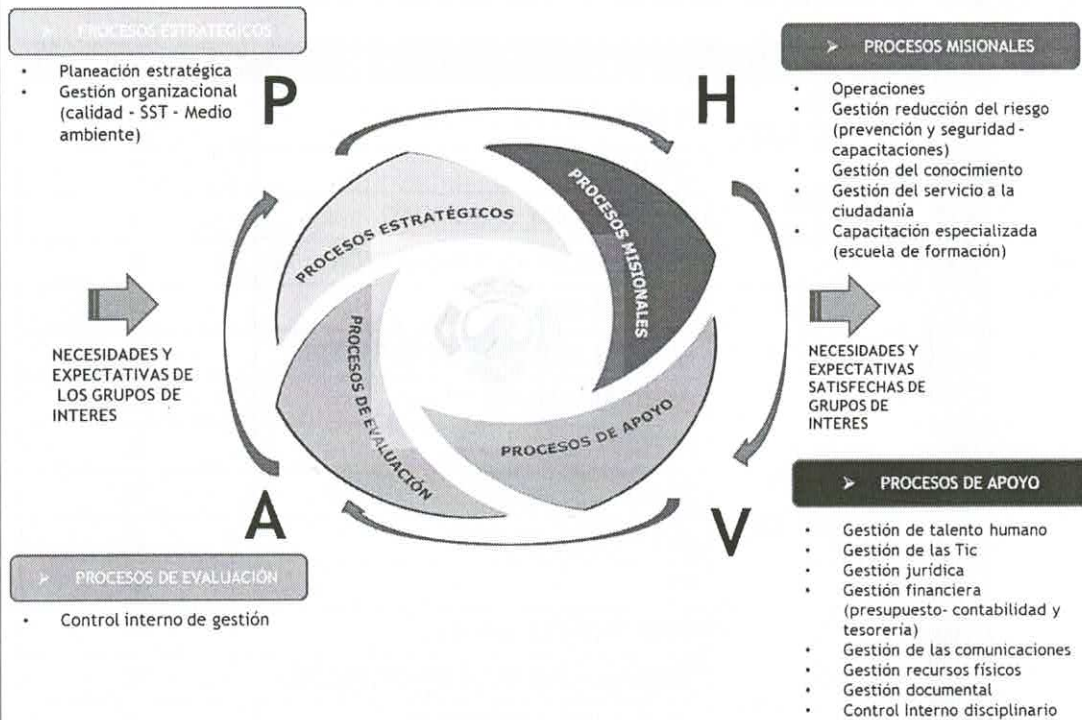 ➢ PROCESOS ESTRATÉGICOS
• Planeación estratégica
• Gestión organizacional
(calidad - SST - Medio
ambiente)
P
H
➢ PROCESOS MISIONALES
• Operaciones
• Gestión reducción del riesgo
(prevención y seguridad -
capacitaciones)
• Gestión del conocimiento
• Gestión del servicio a la
ciudadanía
• Capacitación especializada
(escuela de formación)
PROCESOS ESTRATÉGICOS
PROCESOS MISIONALES
PROCESOS DE EVALUACIÓN
PROCESOS DE APOYO
NECESIDADES Y
EXPECTATIVAS DE
LOS GRUPOS DE
INTERES
NECESIDADES Y
EXPECTATIVAS
SATISFECHAS DE
GRUPOS DE
INTERES
A
V
➢ PROCESOS DE EVALUACIÓN
• Control interno de gestión
➢ PROCESOS DE APOYO
• Gestión de talento humano
• Gestión de las Tic
• Gestión jurídica
• Gestión financiera
(presupuesto- contabilidad y
tesorería)
• Gestión de las comunicaciones
• Gestión recursos físicos
• Gestión documental
• Control Interno disciplinario